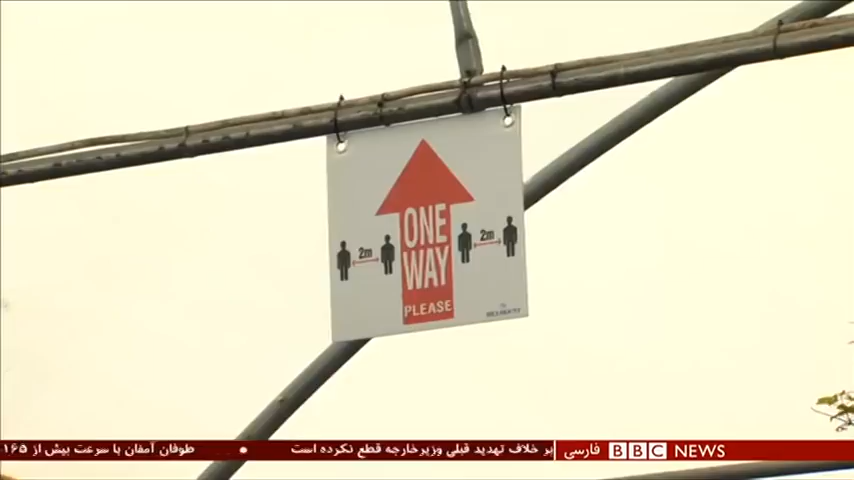 ONE
WAY
PLEASE
2m
2m
طوفان آمفان با سرعت بیش از ۱۶۵
بر خلاف تهدید قبلی وزیرخارجه قطع نکرده است
BBC NEWS فارسی